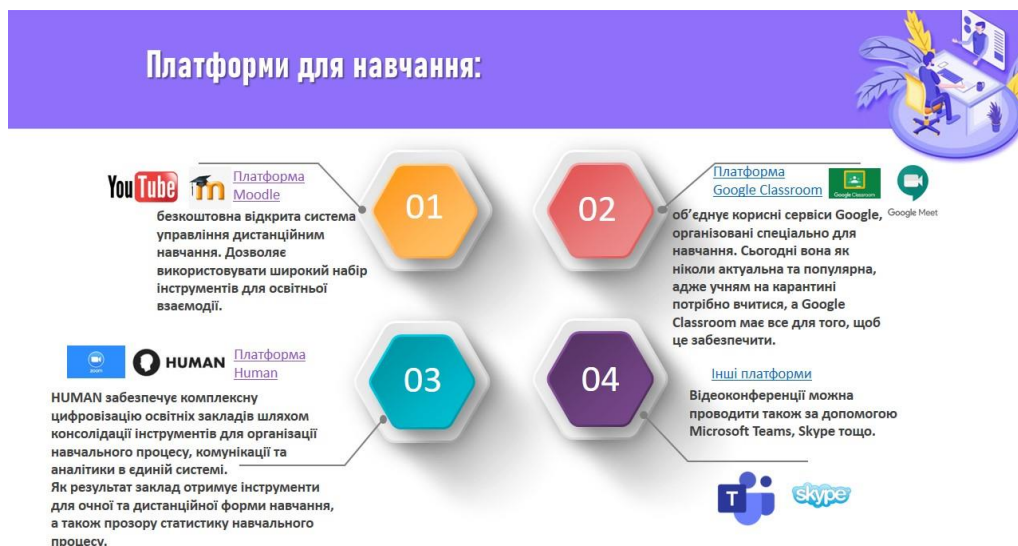 Платформи для навчання:
YouTube
Платформа
Moodle
безкоштовна відкрита система
управління дистанційним
навчання. Дозволяє
використовувати широкий набір
інструментів для освітньої
взаємодії.
01
02
Платформа
Google Classroom
Google Classroom
Google Meet
об’єднує корисні сервіси Google,
організовані спеціально для
навчання. Сьогодні вона як
ніколи актуальна та популярна,
адже учням на карантині
потрібно вчитися, а Google
Classroom має все для того, щоб
це забезпечити.
zoom
HUMAN
Платформа
Human
HUMAN забезпечує комплексну
цифровізацію освітніх закладів шляхом
консолідації інструментів для організації
навчального процесу, комунікації та
аналітики в єдиній системі.
Як результат заклад отримує інструменти
для очної та дистанційної форми навчання,
а також прозору статистику навчального
процесу.
03
04
Інші платформи
Відеоконференції можна
проводити також за допомогою
Microsoft Teams, Skype тощо.
T
skype